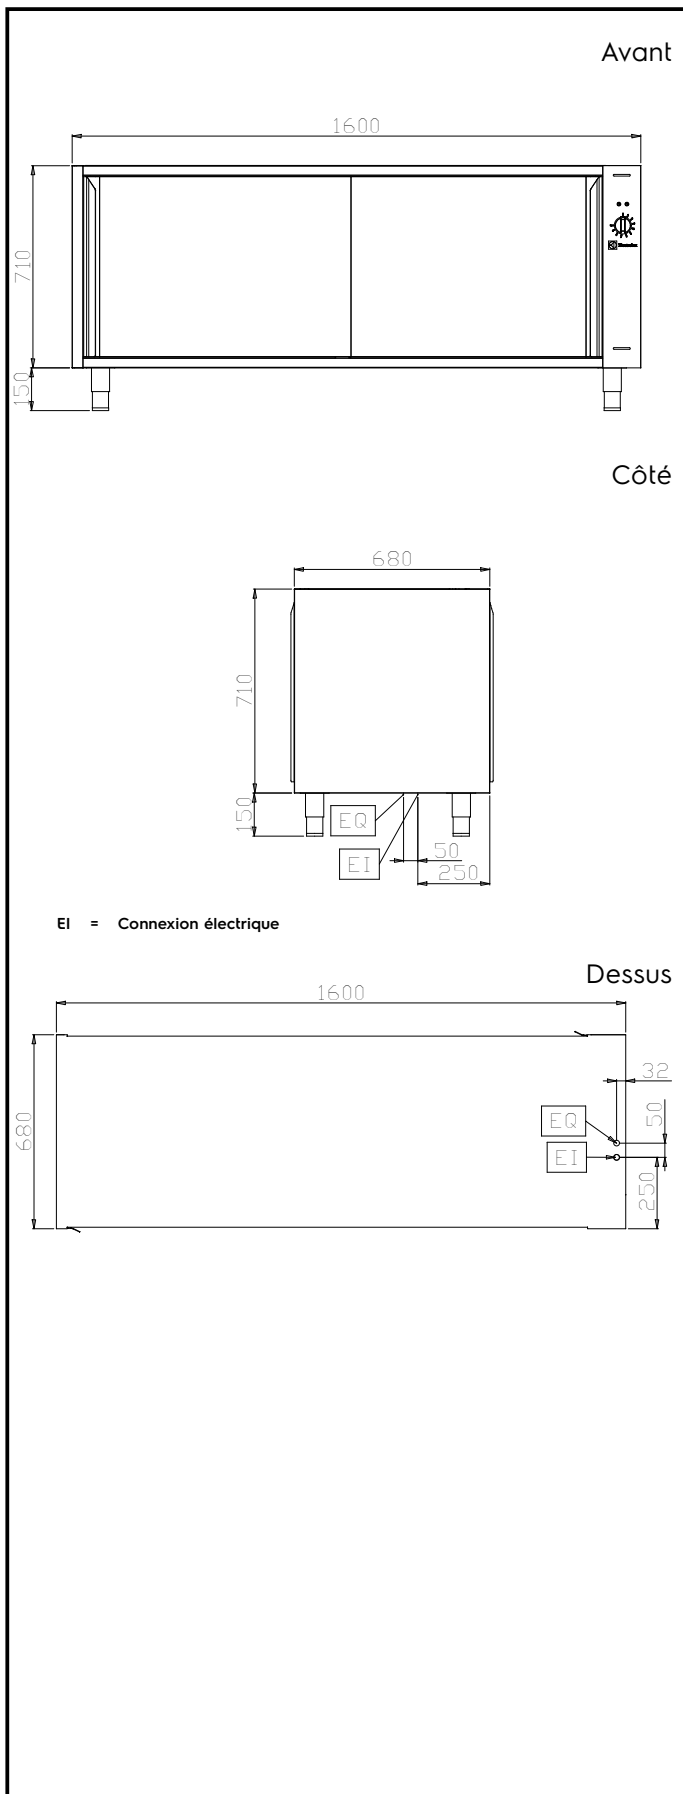 Avant
1600
710
150
Electrolux
Côté
680
710
150
EQ
EI
50
250
EI = Connexion électrique
Dessus
1600
680
32
50
EQ
EI
250